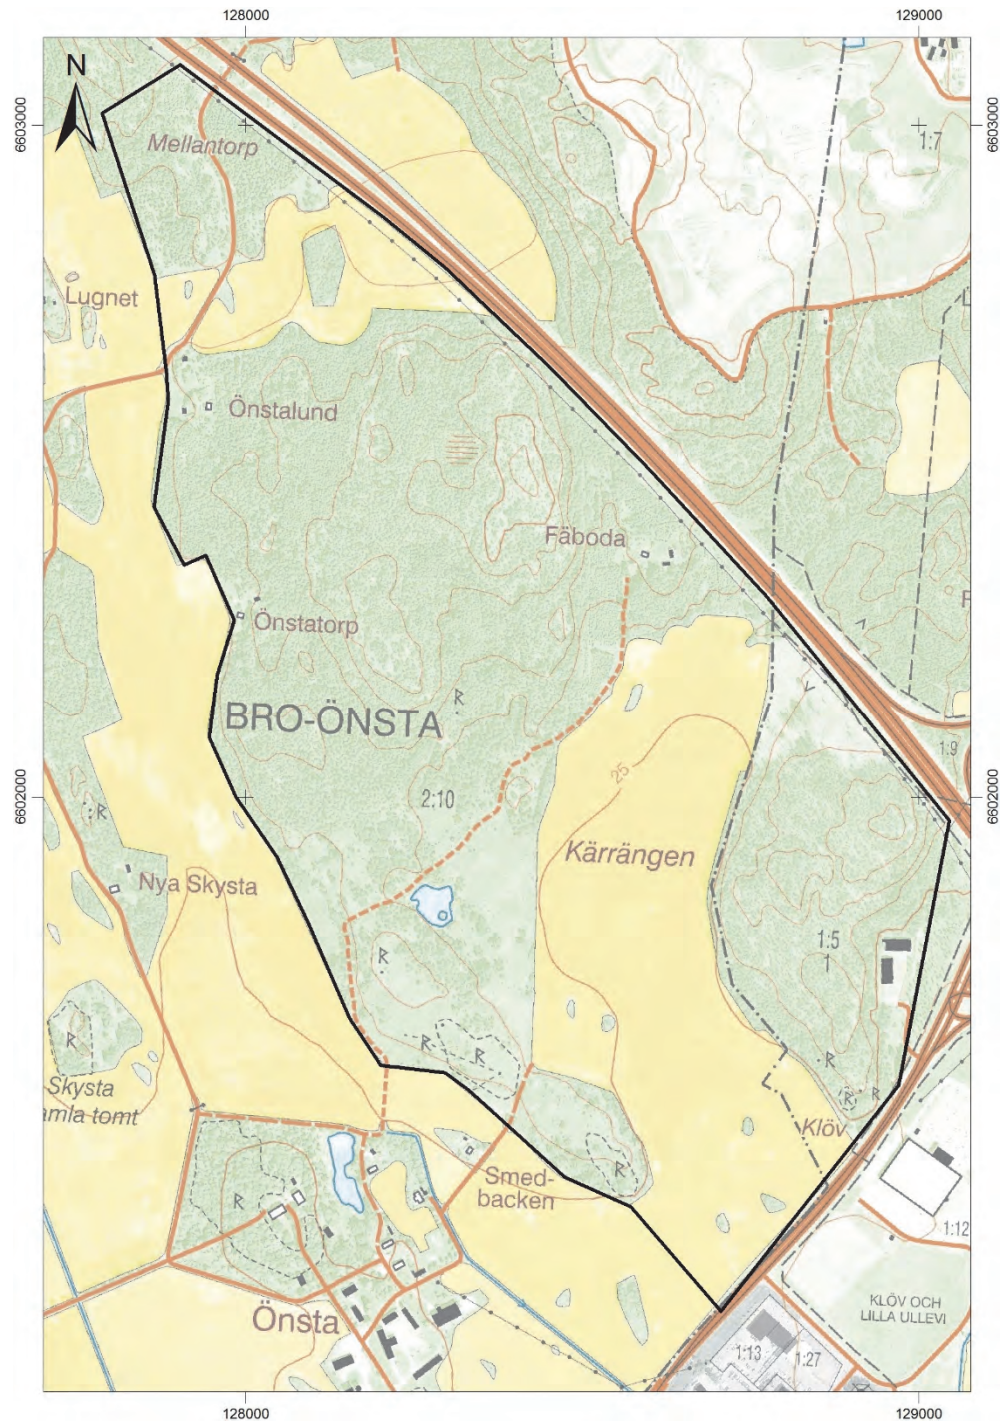 128000
129000
N
6603000
6603000
Mellantorp
1:7
Lugnet
Önstalund
Fäboda
Önstatorp
BRO-ÖNSTA
R
1:9
25
6602000
6602000
2:10
R
Kärrängen
Nya Skysta
1:5
R
R
R
R
R
R
R
Skysta
amla tomt
Klöv
R
Smed-
backen
R
1:12
KLÖV OCH
LILLA ULLEVI
Önsta
1:13
1:27
128000
129000